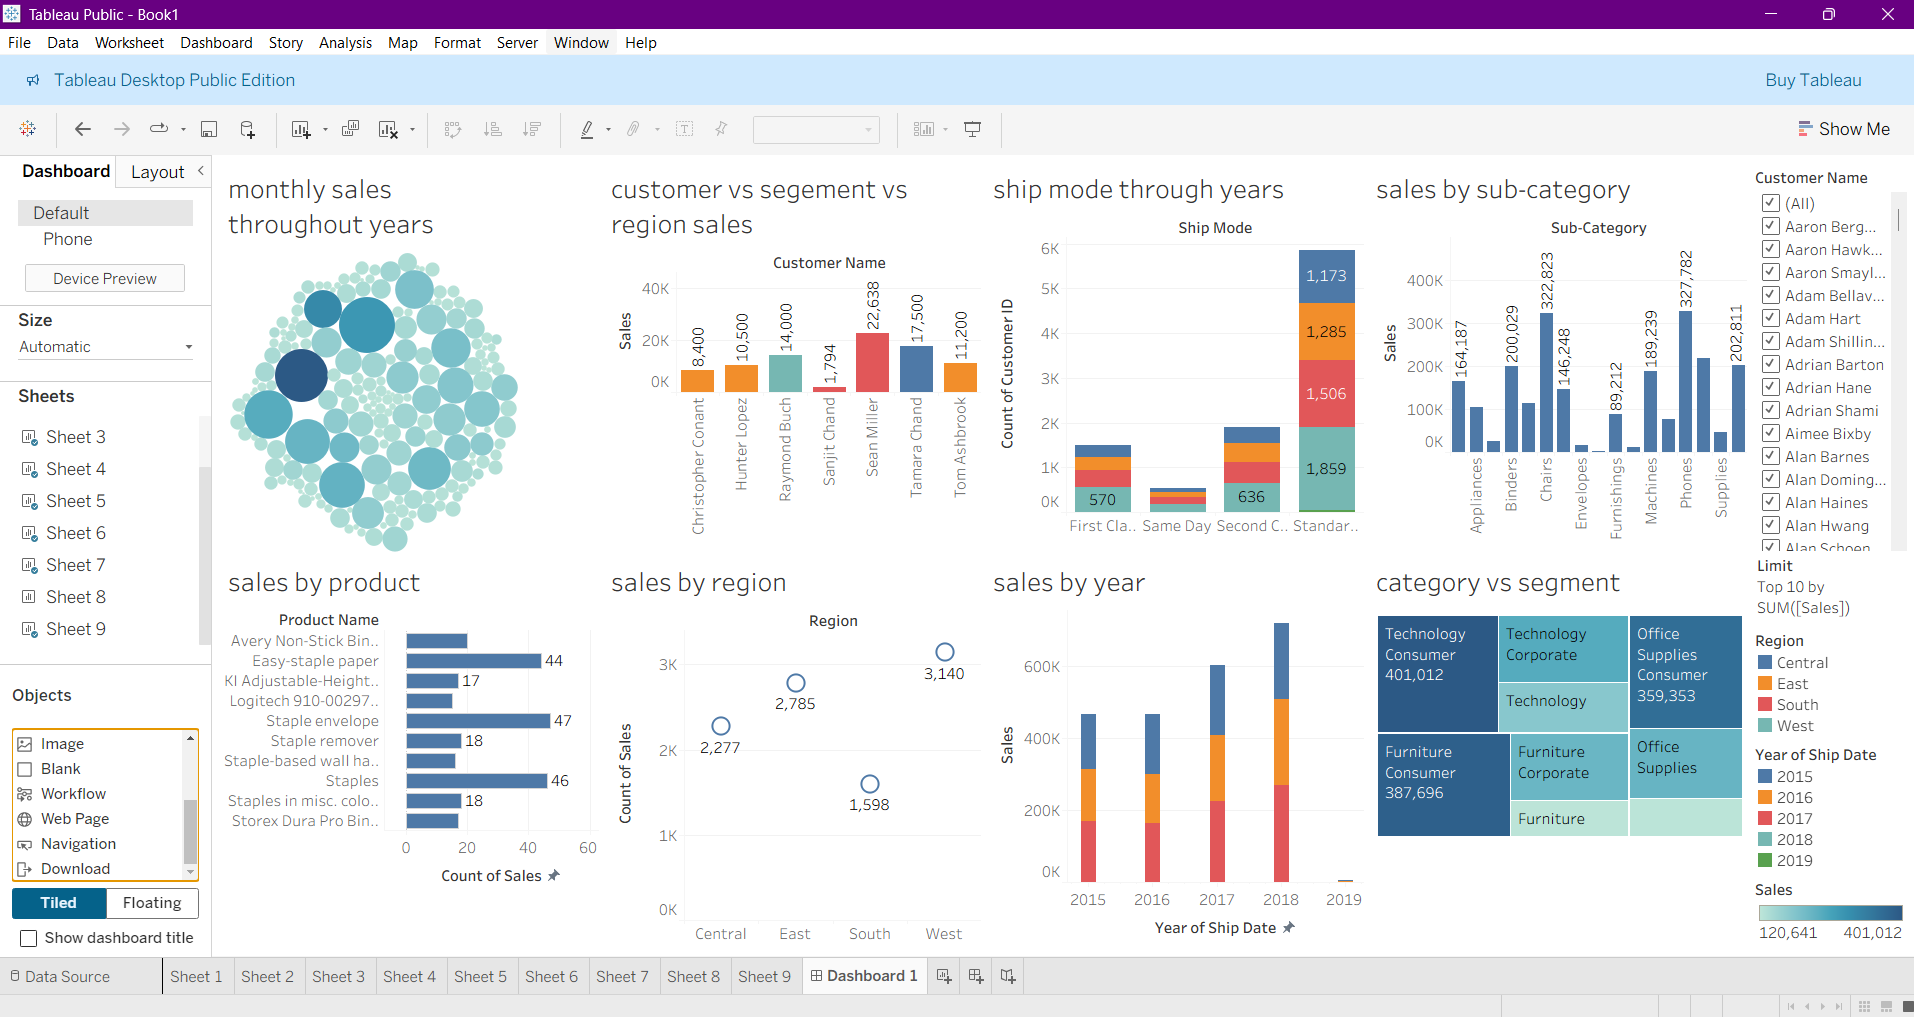 Tableau Public - Book1
File Data Worksheet Dashboard Story Analysis Map Format Server Window Help
Tableau Desktop Public Edition
Buy Tableau
Show Me
Dashboard
Layout
Default
Phone
Device Preview
Size
Automatic
Sheets
Sheet 3
Sheet 4
Sheet 5
Sheet 6
Sheet 7
Sheet 8
Sheet 9
Objects
Image
Blank
Workflow
Web Page
Navigation
Download
Tiled
Floating
Show dashboard title
monthly sales
throughout years
customer vs segement vs
region sales
Customer Name
Sales
40K
20K
0K
8,400
10,500
14,000
1,794
22,638
17,500
11,200
Christopher Conant
Hunter Lopez
Raymond Buch
Sanjit Chand
Sean Miller
Tamara Chand
Tom Ashbrook
ship mode through years
Ship Mode
Count of Customer ID
6K
5K
4K
3K
2K
1K
0K
1,173
1,285
1,506
1,859
570
636
First Cla..
Same Day
Second C..
Standar..
sales by sub-category
Sub-Category
Sales
400K
300K
200K
100K
0K
164,187
200,029
322,823
146,248
89,212
189,239
327,782
202,811
Appliances
Binders
Chairs
Envelopes
Furnishings
Machines
Phones
Supplies
Customer Name
(All)
Aaron Berg...
Aaron Hawk...
Aaron Smayl...
Adam Bellav...
Adam Hart
Adam Shillin...
Adrian Barton
Adrian Hane
Adrian Shami
Aimee Bixby
Alan Barnes
Alan Doming...
Alan Haines
Alan Hwang
Alan Schoen
Limit
Top 10 by
SUM([Sales])
Region
Central
East
South
West
Year of Ship Date
2015
2016
2017
2018
2019
Sales
120,641
401,012
sales by product
Product Name
Avery Non-Stick Bin..
Easy-staple paper
44
KI Adjustable-Height..
17
Logitech 910-00297..
Staple envelope
47
Staple remover
18
Staple-based wall ha..
Staples
46
Staples in misc. colo..
18
Storex Dura Pro Bin..
0
20
40
60
Count of Sales
sales by region
Region
Count of Sales
3K
2K
1K
0K
2,277
2,785
1,598
3,140
Central
East
South
West
sales by year
Sales
600K
400K
200K
0K
2015
2016
2017
2018
2019
Year of Ship Date
category vs segment
Technology
Consumer
401,012
Technology
Corporate
Technology
Office
Supplies
Consumer
359,353
Furniture
Consumer
387,696
Furniture
Corporate
Furniture
Office
Supplies
Data Source
Sheet 1
Sheet 2
Sheet 3
Sheet 4
Sheet 5
Sheet 6
Sheet 7
Sheet 8
Sheet 9
Dashboard 1